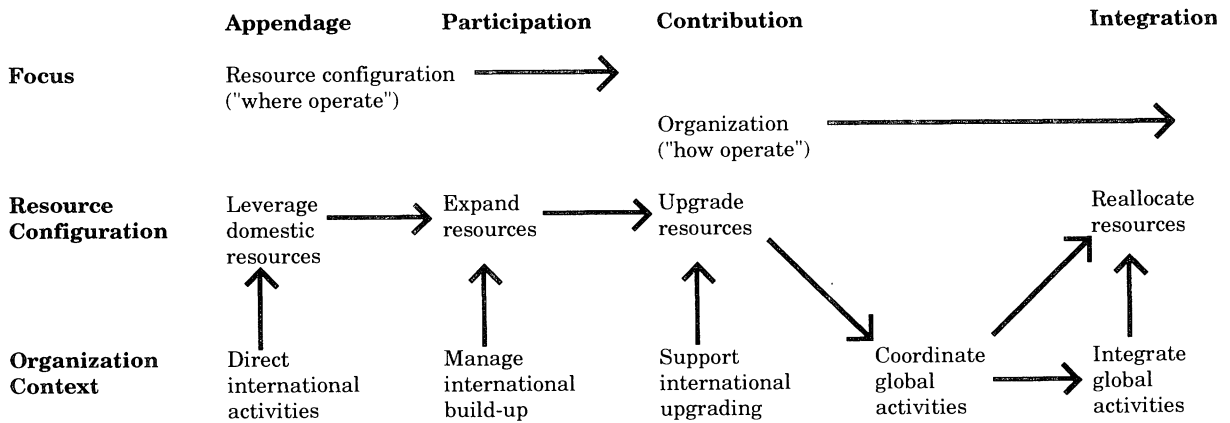 Appendage Participation Contribution Integration
Focus
Resource configuration
("where operate")
Organization
("how operate")
Resource
Configuration
Leverage
domestic
resources
Expand
resources
Upgrade
resources
Reallocate
resources
Organization
Context
Direct
international
activities
Manage
international
build-up
Support
international
upgrading
Coordinate
global
activities
Integrate
global
activities